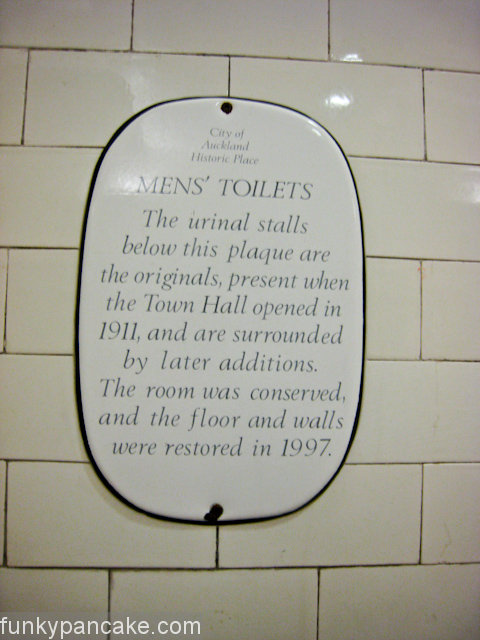 City of
Auckland
Historic Place
MENS' TOILETS
The urinal stalls
below this plaque are
the originals, present when
the Town Hall opened in
1911, and are surrounded
by later additions.
The room was conserved,
and the floor and walls
were restored in 1997.
funkypancake.com